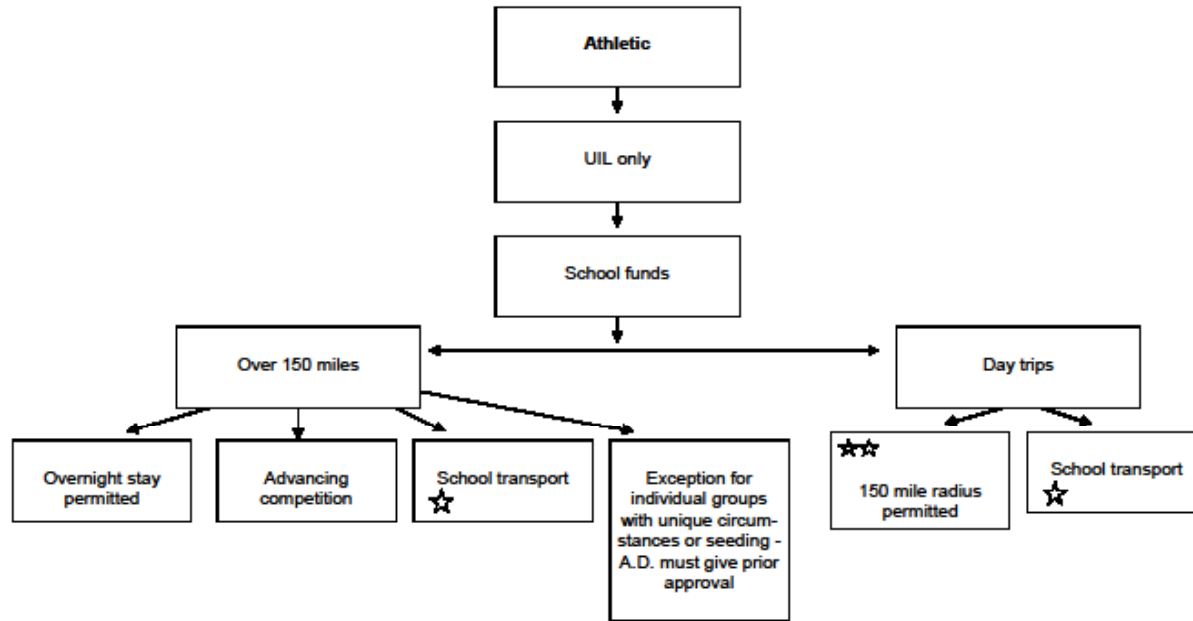 Athletic
UIL only
School funds
Over 150 miles
Day trips
Overnight stay
permitted
Advancing
competition
School transport
Exception for
individual groups
with unique circum-
stances or seeding -
A.D. must give prior
approval
150 mile radius
permitted
School transport